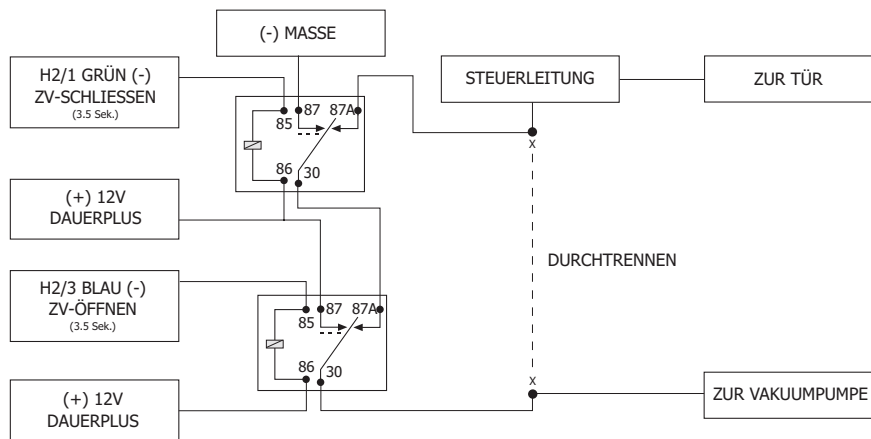 (-) MASSE
H2/1 GRÜN (-)
ZV-SCHLIESSEN
(3.5 Sek.)
STEUERLEITUNG
ZUR TÜR
87 87A
85
86
30
(+) 12V
DAUERPLUS
DURCHTRENNEN
x
H2/3 BLAU (-)
ZV-ÖFFNEN
(3.5 Sek.)
87 87A
85
86
30
x
(+) 12V
DAUERPLUS
ZUR VAKUUMPUMPE